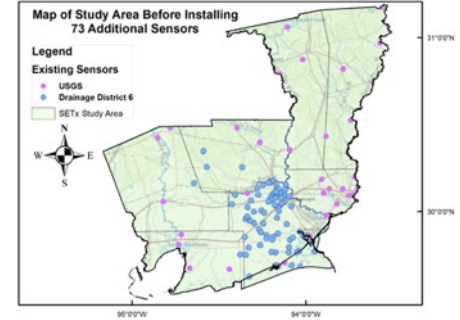 Map of Study Area Before Installing
73 Additional Sensors
Legend
Existing Sensors
USGS
Drainage District 6
SETx Study Area
N
W
E
S
31°0'0"N
30°0'0"N
95°0'0"W
94°0'0"W